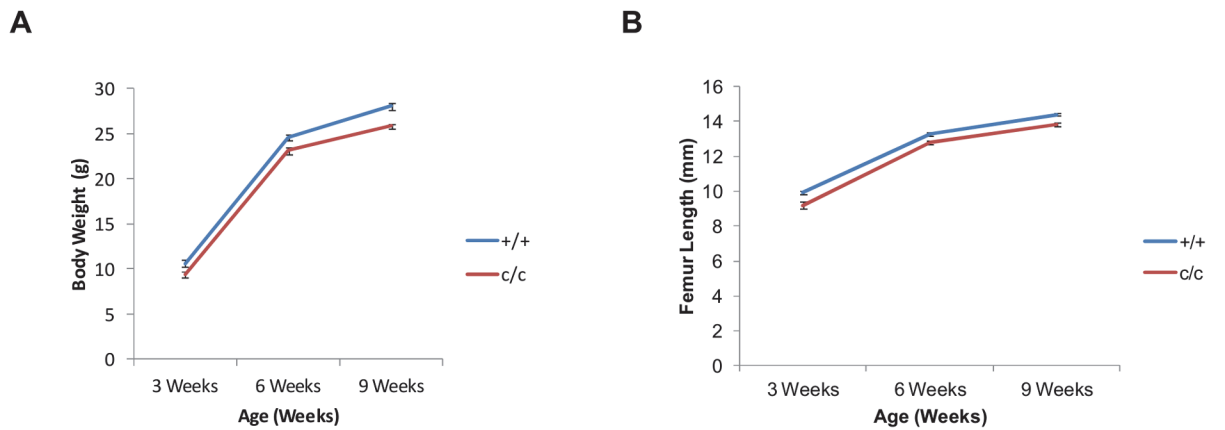 A
30
25
20
15
10
5
0
Body Weight (g)
3 Weeks
6 Weeks
9 Weeks
Age (Weeks)
+/+
c/c
B
16
14
12
10
8
6
4
2
0
Femur Length (mm)
3 Weeks
6 Weeks
9 Weeks
Age (Weeks)
+/+
c/c